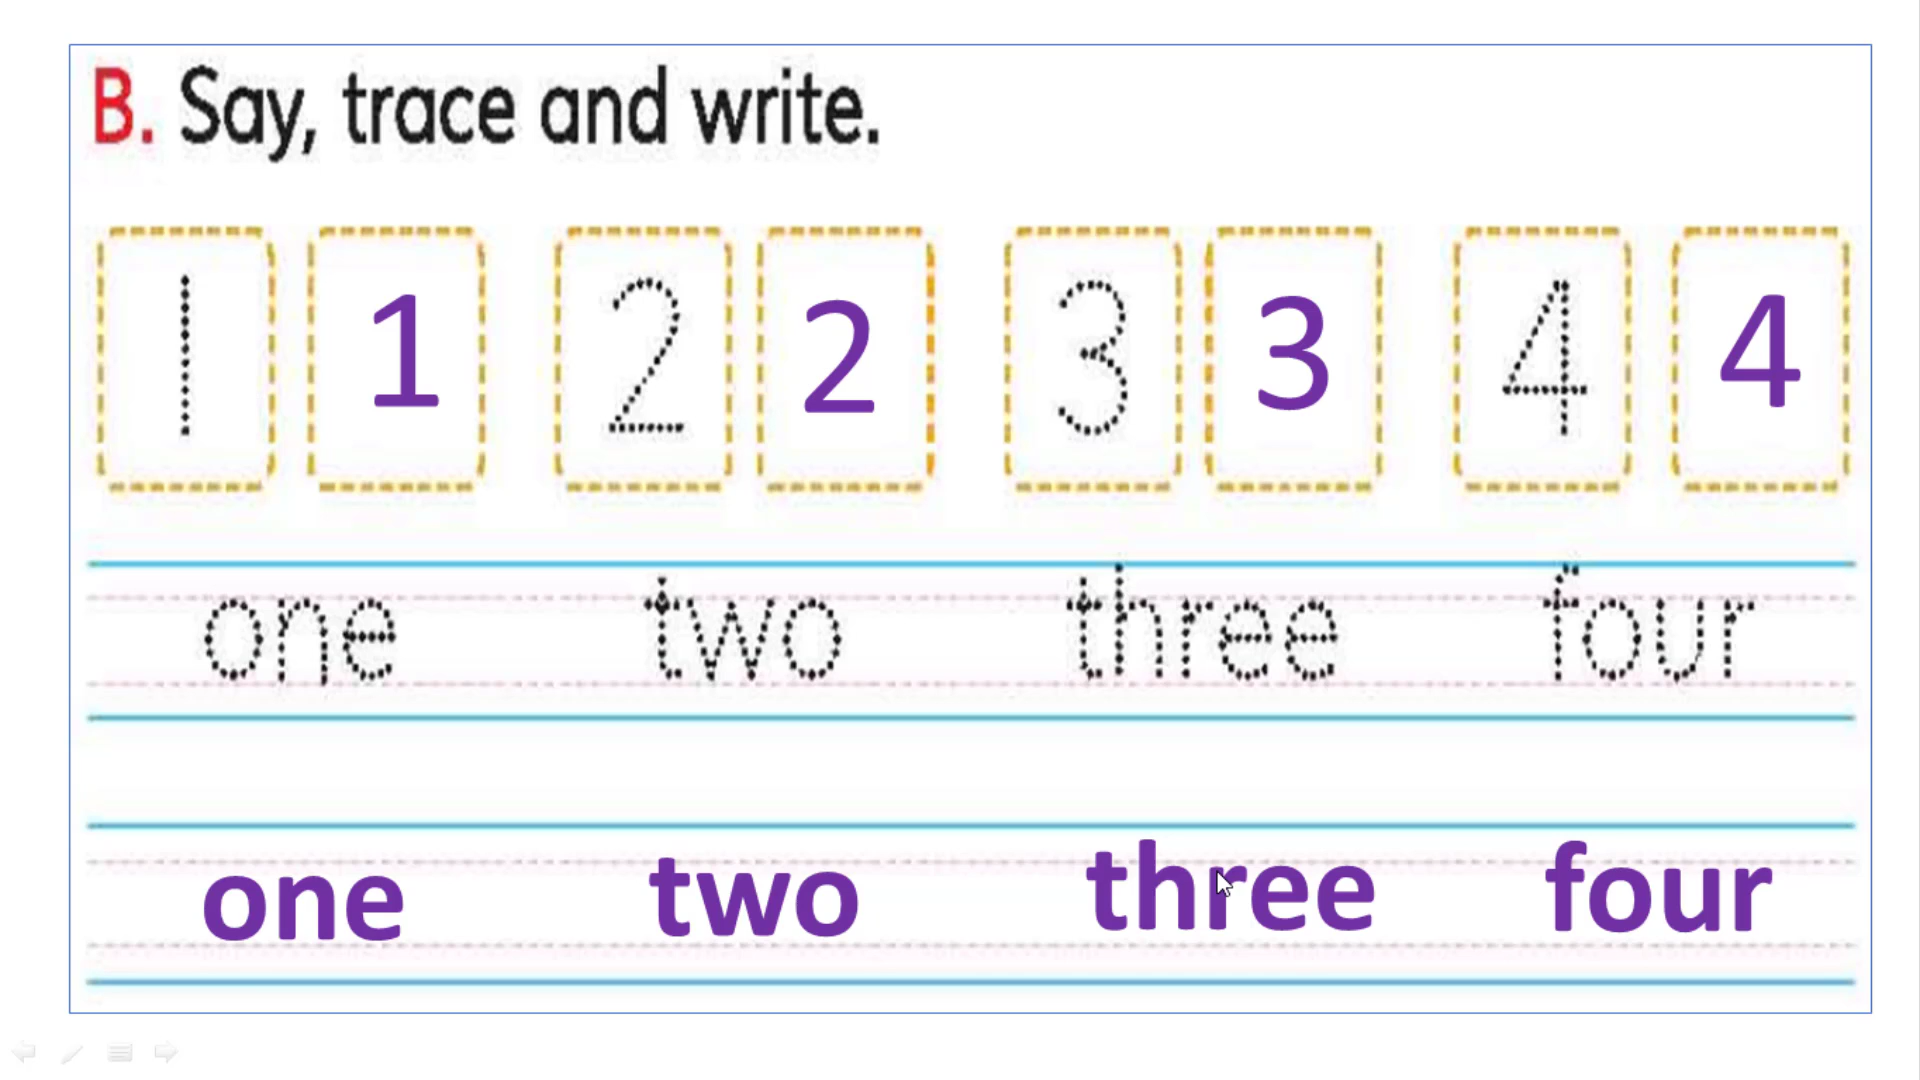 B. Say, trace and write.
1 1 2 2 3 3 4 4
one two three four
one two three four